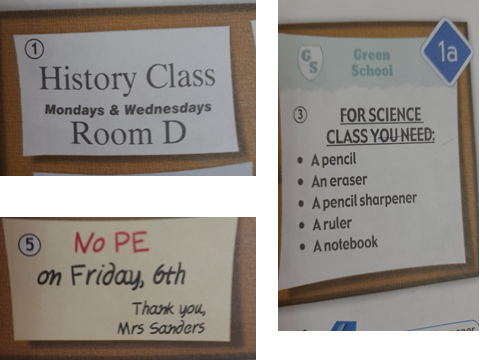 1
History Class
Mondays & Wednesdays
Room D
1a
G S
Green
School
3
FOR SCIENCE
CLASS YOU NEED:
• A pencil
• An eraser
• A pencil sharpener
• A ruler
• A notebook
5
No PE
on Friday, 6th
Thank you,
Mrs Sanders